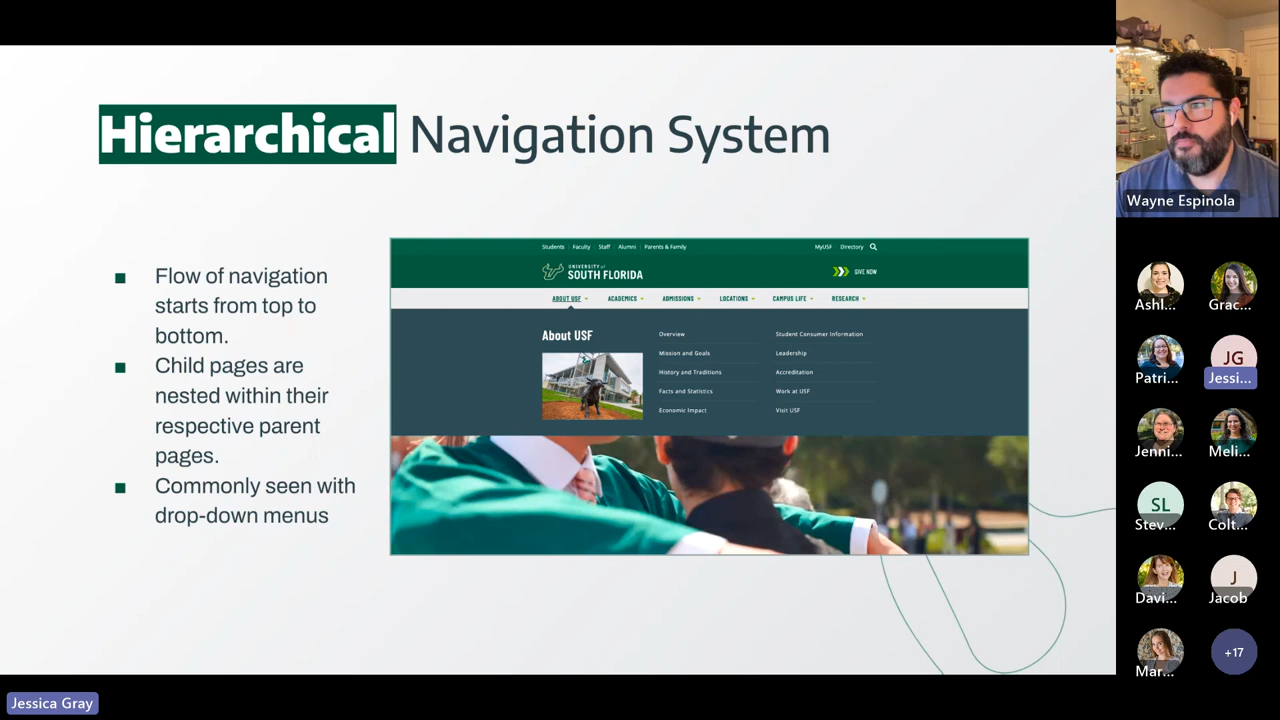 Hierarchical Navigation System
Flow of navigation
starts from top to
bottom.
Child pages are
nested within their
respective parent
pages.
Commonly seen with
drop-down menus
Students Faculty Staff Alumni Parents & Family MyUSF Directory
UNIVERSITY of
SOUTH FLORIDA
GIVE NOW
ABOUT USF ACADEMICS ADMISSIONS LOCATIONS CAMPUS LIFE RESEARCH
About USF
Overview
Mission and Goals
History and Traditions
Facts and Statistics
Economic Impact
Student Consumer Information
Leadership
Accreditation
Work at USF
Visit USF
Wayne Espinola
Ashl...
Grac...
Patri...
JG
Jessi...
Jenni...
Meli...
SL
Stev...
Colt...
Davi...
J
Jacob
Mar...
+17
Jessica Gray